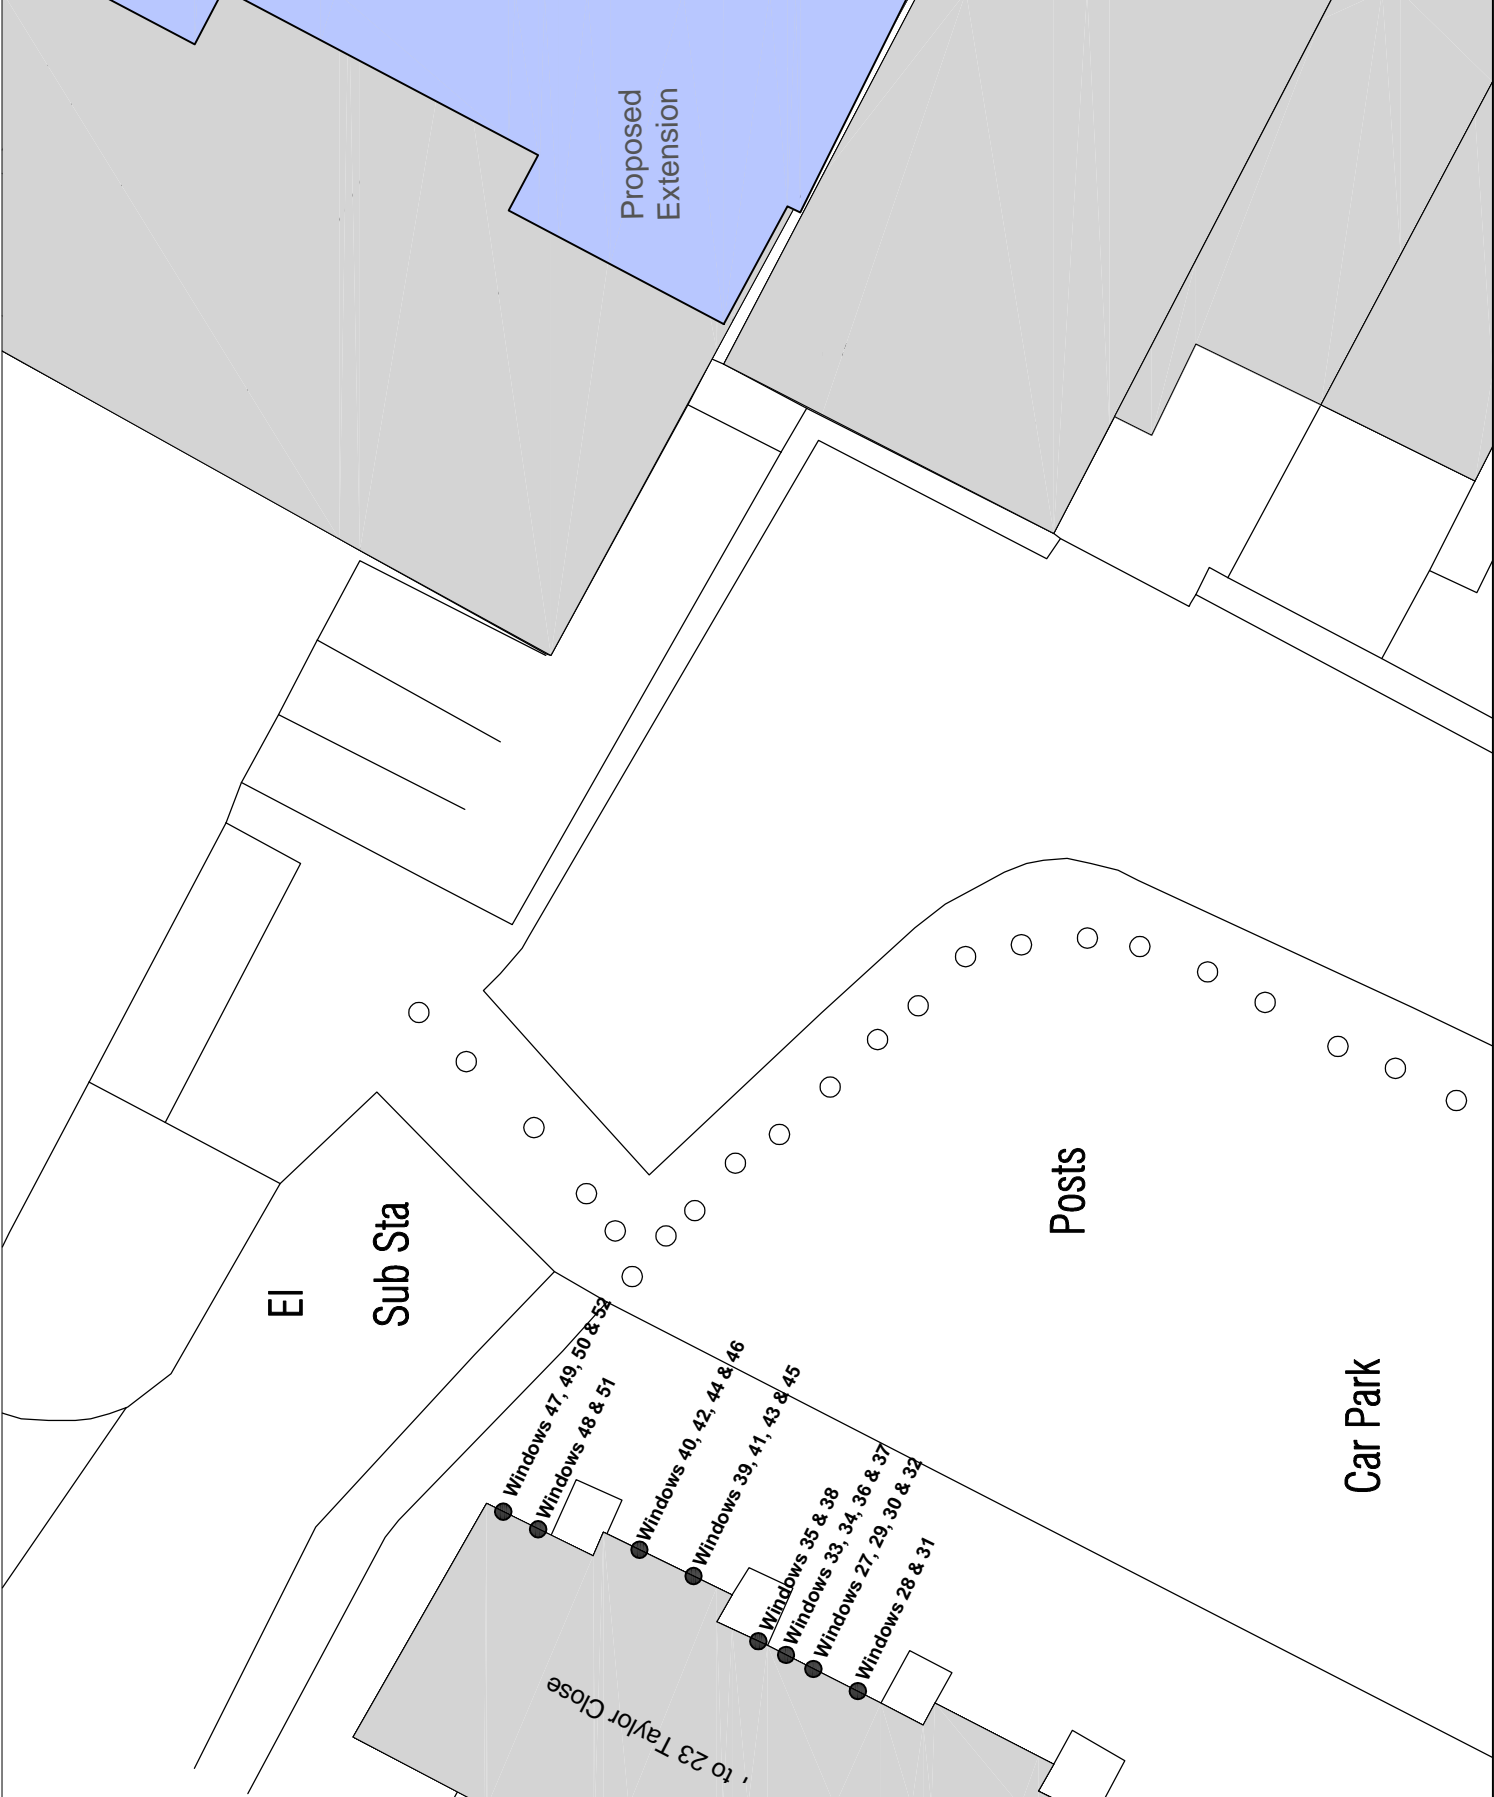 Proposed
Extension
El
Sub Sta
Posts
Car Park
Windows 47, 49, 50 & 52
Windows 48 & 51
Windows 40, 42, 44 & 46
Windows 39, 41, 43 & 45
Windows 35 & 38
Windows 33, 34, 36 & 37
Windows 27, 29, 30 & 32
Windows 28 & 31
to 23 Taylor Close